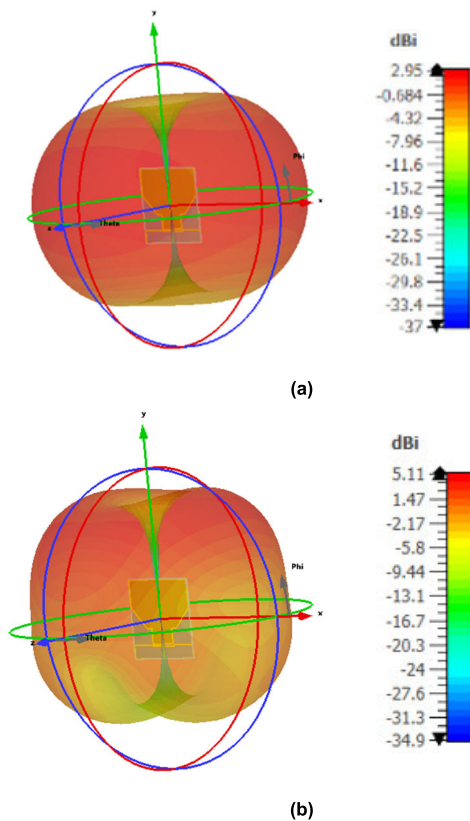 y
dBi
2.95
-0.684
-4.32
-7.96
-11.6
-15.2
-18.9
-22.5
-26.1
-29.8
-33.4
-37
Phi
x
z
Theta
(a)
y
dBi
5.11
1.47
-2.17
-5.8
-9.44
-13.1
-16.7
-20.3
-24
-27.6
-31.3
-34.9
Phi
x
z
Theta
(b)